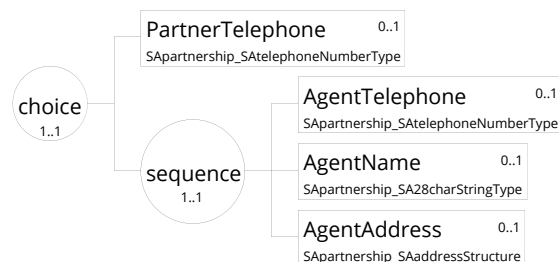 PartnerTelephone 0..1
SApartnership_SAtelephoneNumberType
choice
1..1
AgentTelephone 0..1
SApartnership_SAtelephoneNumberType
sequence
1..1
AgentName 0..1
SApartnership_SA28charStringType
AgentAddress 0..1
SApartnership_SAaddressStructure